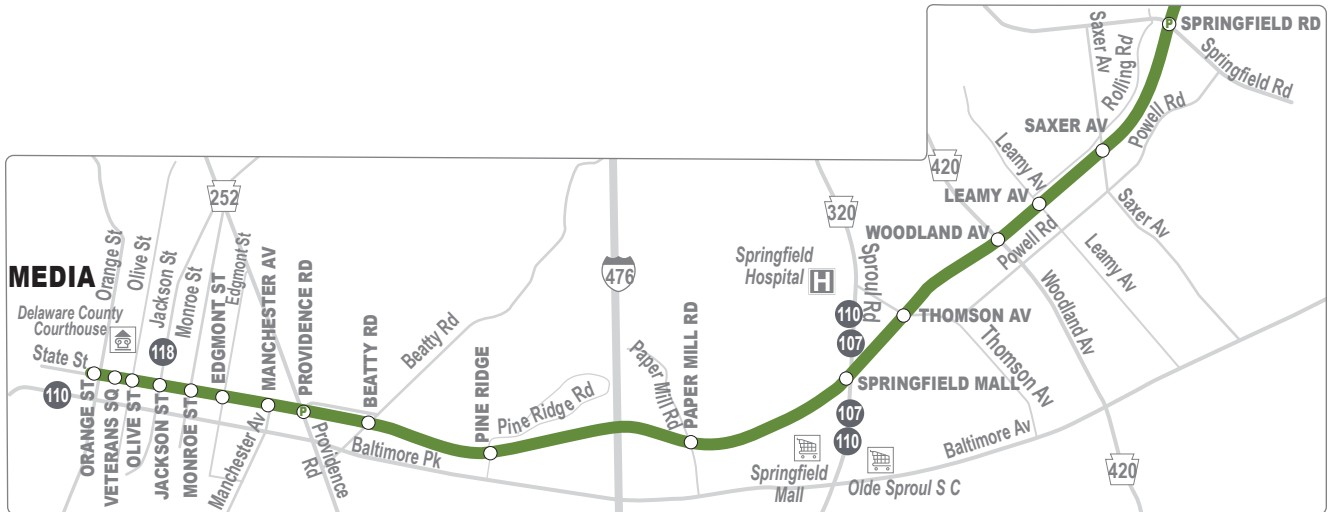 P SPRINGFIELD RD
Saxer Av
Rolling Rd
Springfield Rd
Powell Rd
SAXER AV
420
Leamy Av
LEAMY AV
Saxer Av
WOODLAND AV
Powell Rd
Leamy Av
Woodland Av
252
320
Springfield
Hospital
H
Sproul Rd
476
MEDIA
Delaware County
Courthouse
Orange St
Olive St
Jackson St
Monroe St
Edgmont St
State St
118
110
110
107
THOMSON AV
Thomson Av
SPRINGFIELD MALL
107
110
ORANGE ST
VETERANS SQ
OLIVE ST
JACKSON ST
MONROE ST
EDGMONT ST
MANCHESTER AV
Manchester Av
PROVIDENCE RD
P
Providence
Rd
BEATTY RD
Beatty Rd
Baltimore Pk
PINE RIDGE
Pine Ridge Rd
Paper Mill Rd
PAPER MILL RD
Springfield
Mall
Olde Sproul S C
Baltimore Av
420